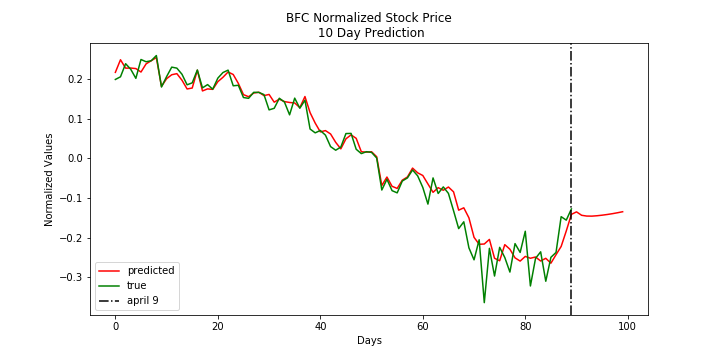 BFC Normalized Stock Price
10 Day Prediction
Normalized Values
0.2
0.1
0.0
−0.1
−0.2
−0.3
predicted
true
april 9
0 20 40 60 80 100
Days